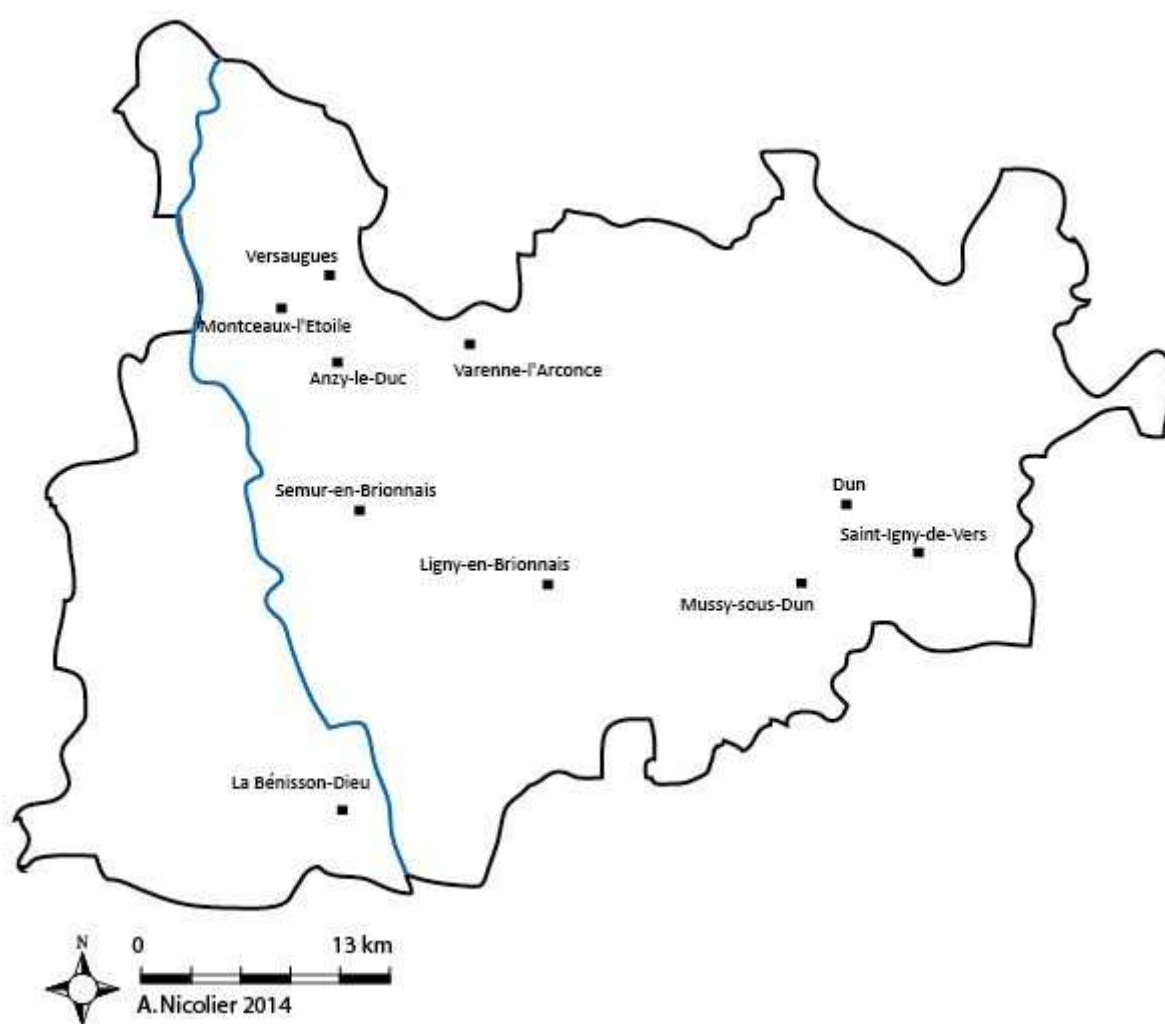 Versaugues
Montceaux-l'Etoile
Anzy-le-Duc
Varenne-l'Arconce
Semur-en-Brionnais
Dun
Saint-Igny-de-Vers
Ligny-en-Brionnais
Mussy-sous-Dun
La Bénisson-Dieu
N
0 13 km
A. Nicolier 2014